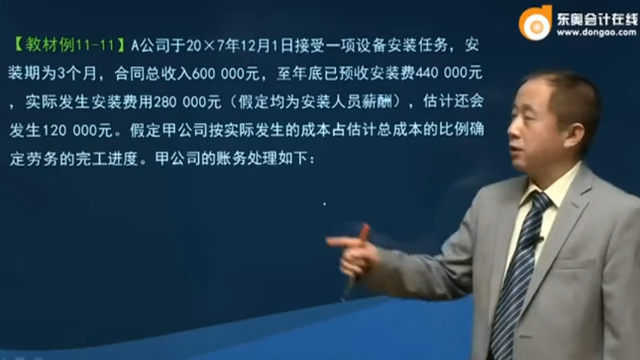 东奥会计在线
www.dongao.com
【教材例11-11】A公司于20×7年12月1日接受一项设备安装任务，安
装期为3个月，合同总收入600 000元，至年底已预收安装费440 000元
，实际发生安装费用280 000元（假定均为安装人员薪酬），估计还会
发生120 000元。假定甲公司按实际发生的成本占估计总成本的比例确
定劳务的完工进度。甲公司的账务处理如下：